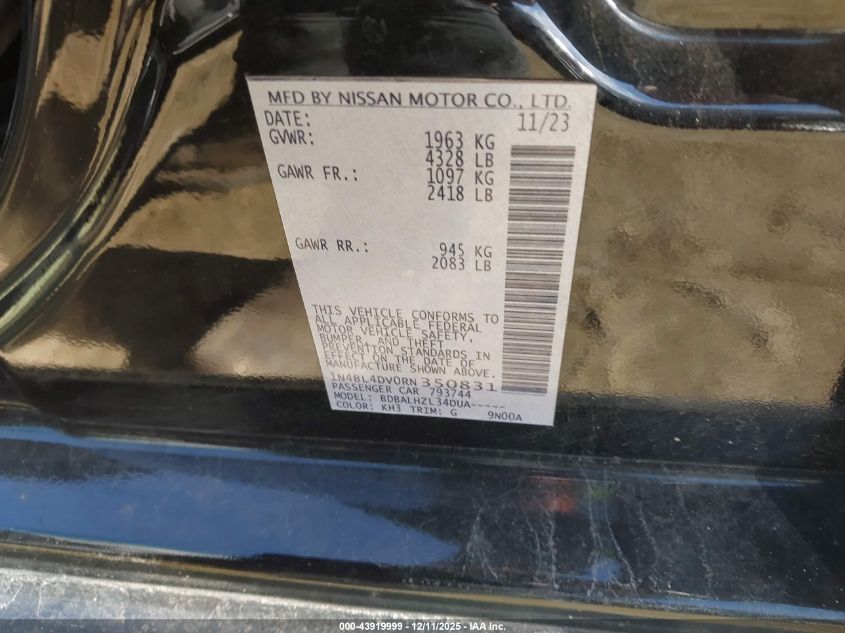 MFD BY NISSAN MOTOR CO., LTD.
DATE: 11/23
GVWR: 1963 KG
4328 LB
GAWR FR.: 1097 KG
2418 LB
GAWR RR.: 945 KG
2083 LB
THIS VEHICLE CONFORMS TO
ALL APPLICABLE FEDERAL
MOTOR VEHICLE SAFETY,
BUMPER, AND THEFT
PREVENTION STANDARDS IN
EFFECT ON THE DATE OF
MANUFACTURE SHOWN ABOVE.
1N4BL4DV0RN350831
PASSENGER CAR 793744
MODEL: BDBALHZL34DUA-----
COLOR: KH3 TRIM: G 9N00A
000-43919999 - 12/11/2025 - IAA Inc.